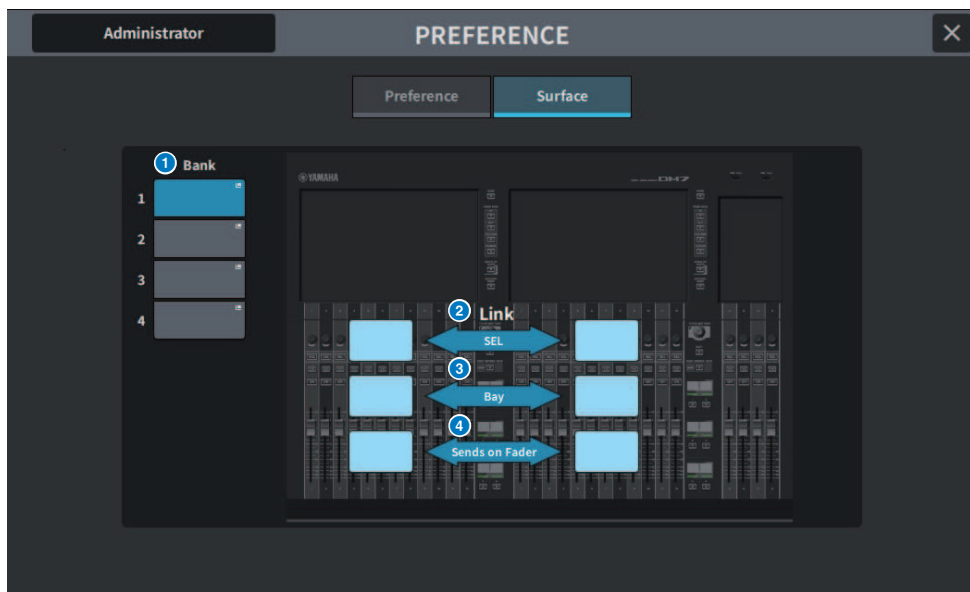 Administrator
PREFERENCE
Preference
Surface
1 Bank
1
2
3
4
YAMAHA
DM7
2 Link
SEL
3
Bay
4
Sends on Fader